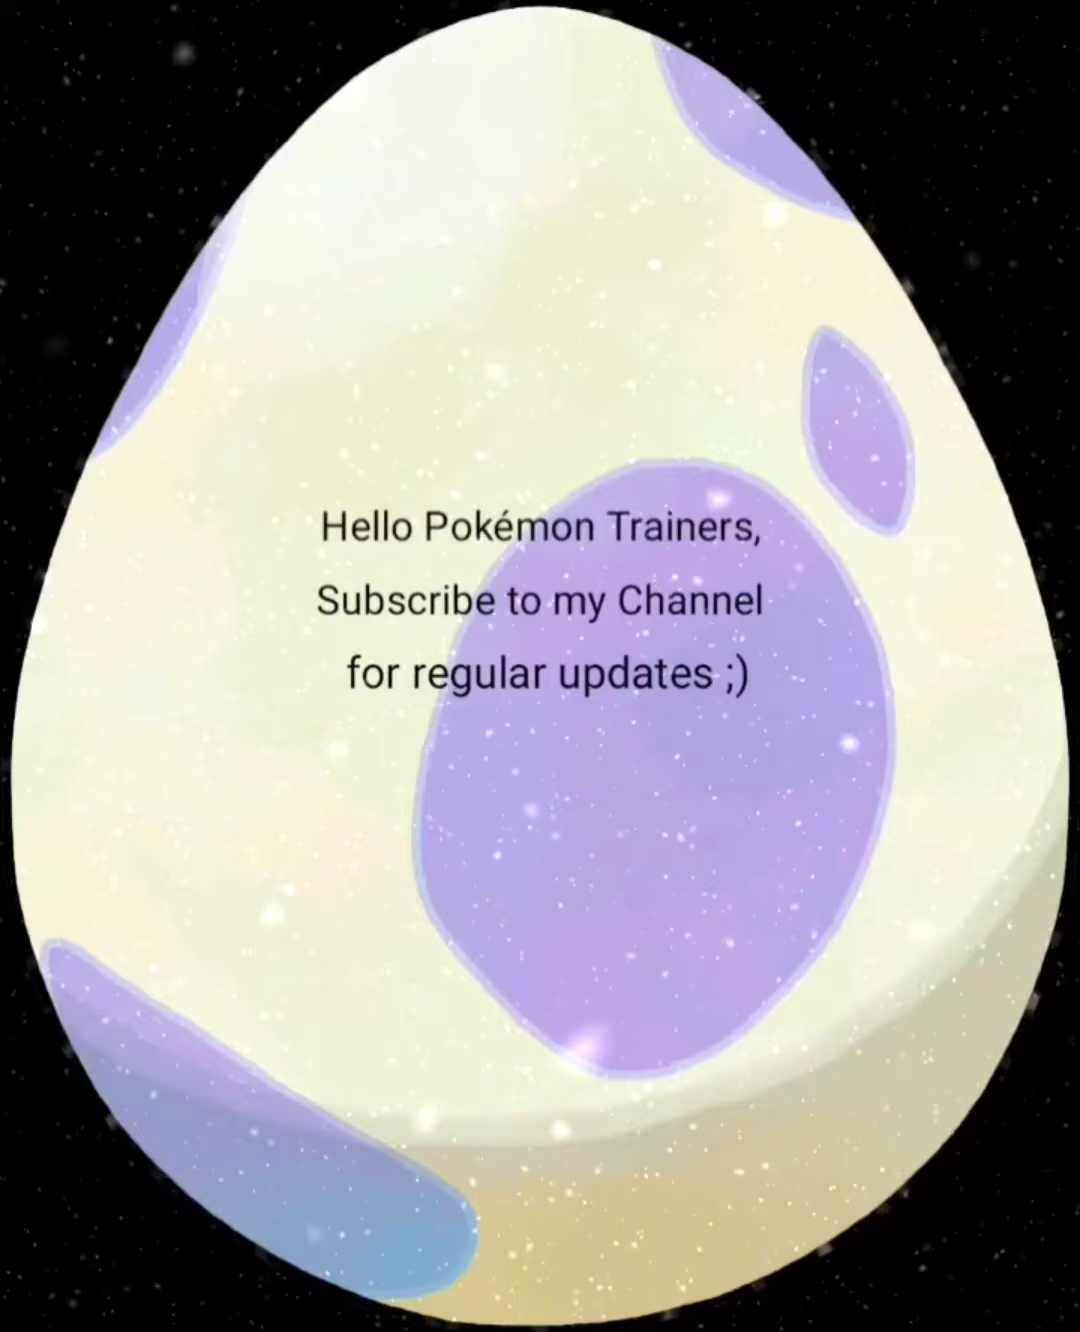 Hello Pokémon Trainers,
Subscribe to my Channel
for regular updates ;)